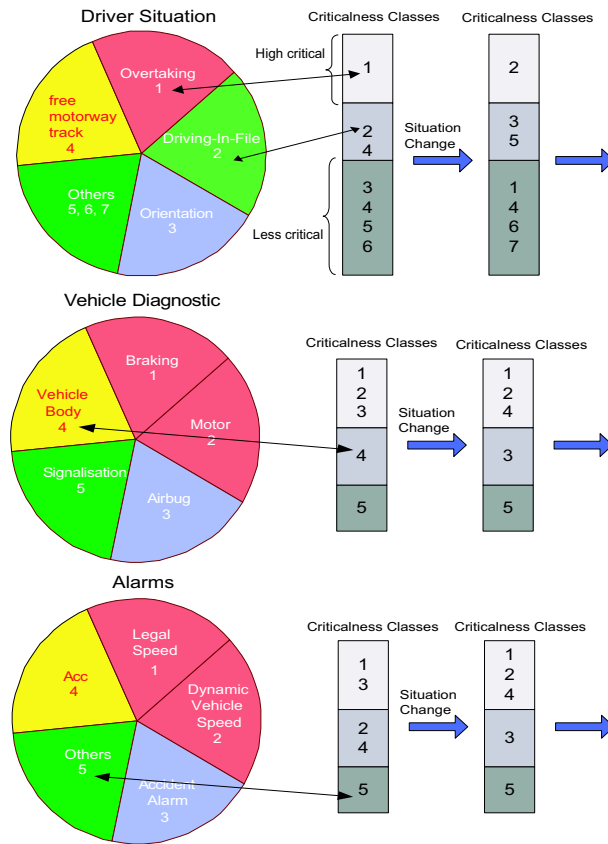 Driver Situation
Criticalness Classes
Criticalness Classes
High critical
Overtaking
1
free
motorway
track
4
Driving-In-File
2
Others
5, 6, 7
Orientation
3
1
2
4
Less critical
3
4
5
6
Situation
Change
2
3
5
1
4
6
7
Vehicle Diagnostic
Criticalness Classes
Criticalness Classes
Braking
1
Vehicle
Body
4
Motor
2
Signalisation
5
Airbug
3
1
2
3
4
5
Situation
Change
1
2
4
3
5
Alarms
Criticalness Classes
Criticalness Classes
Legal
Speed
1
Acc
4
Dynamic
Vehicle
Speed
2
Others
5
Accident
Alarm
3
1
3
2
4
5
Situation
Change
1
2
4
3
5